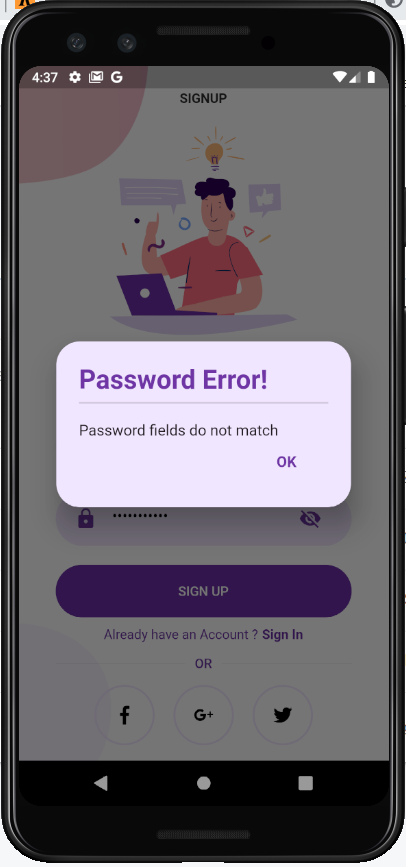 4:37
SIGNUP
Password Error!
Password fields do not match
OK
SIGN UP
Already have an Account ? Sign In
OR